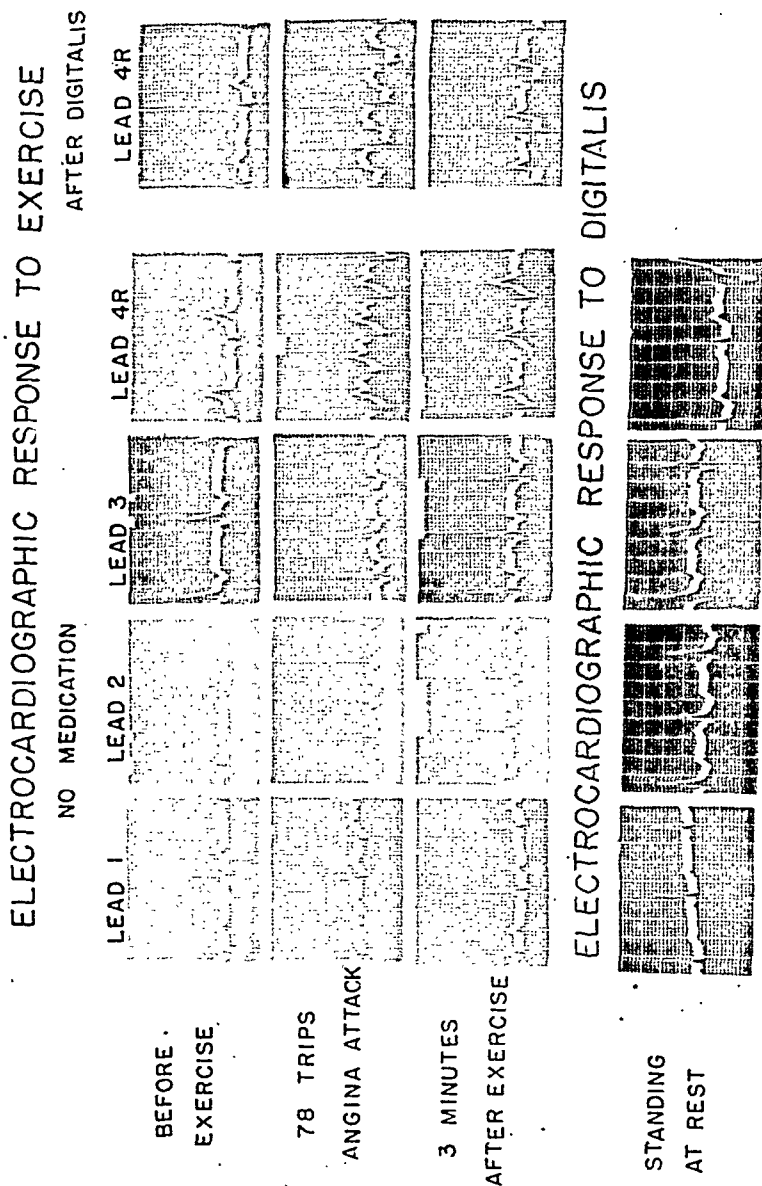 ELECTROCARDIOGRAPHIC RESPONSE TO EXERCISE
NO MEDICATION
AFTER DIGITALIS
LEAD 1
LEAD 2
LEAD 3
LEAD 4R
LEAD 4R
BEFORE
EXERCISE
78 TRIPS
ANGINA ATTACK
3 MINUTES
AFTER EXERCISE
ELECTROCARDIOGRAPHIC RESPONSE TO DIGITALIS
STANDING
AT REST